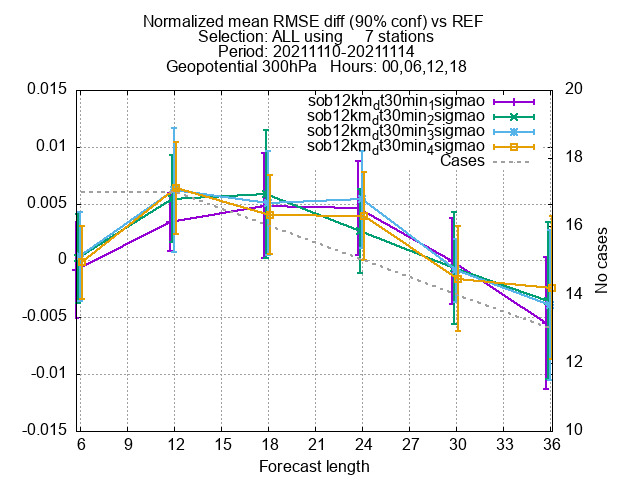 Normalized mean RMSE diff (90% conf) vs REF
Selection: ALL using     7 stations
Period: 20211110-20211114
Geopotential 300hPa   Hours: 00,06,12,18
0.015
0.01
0.005
0
-0.005
-0.01
-0.015
20
18
16
14
12
10
sob12km_dt30min_1sigmao
sob12km_dt30min_2sigmao
sob12km_dt30min_3sigmao
sob12km_dt30min_4sigmao
Cases
No cases
6 9 12 15 18 21 24 27 30 33 36
Forecast length